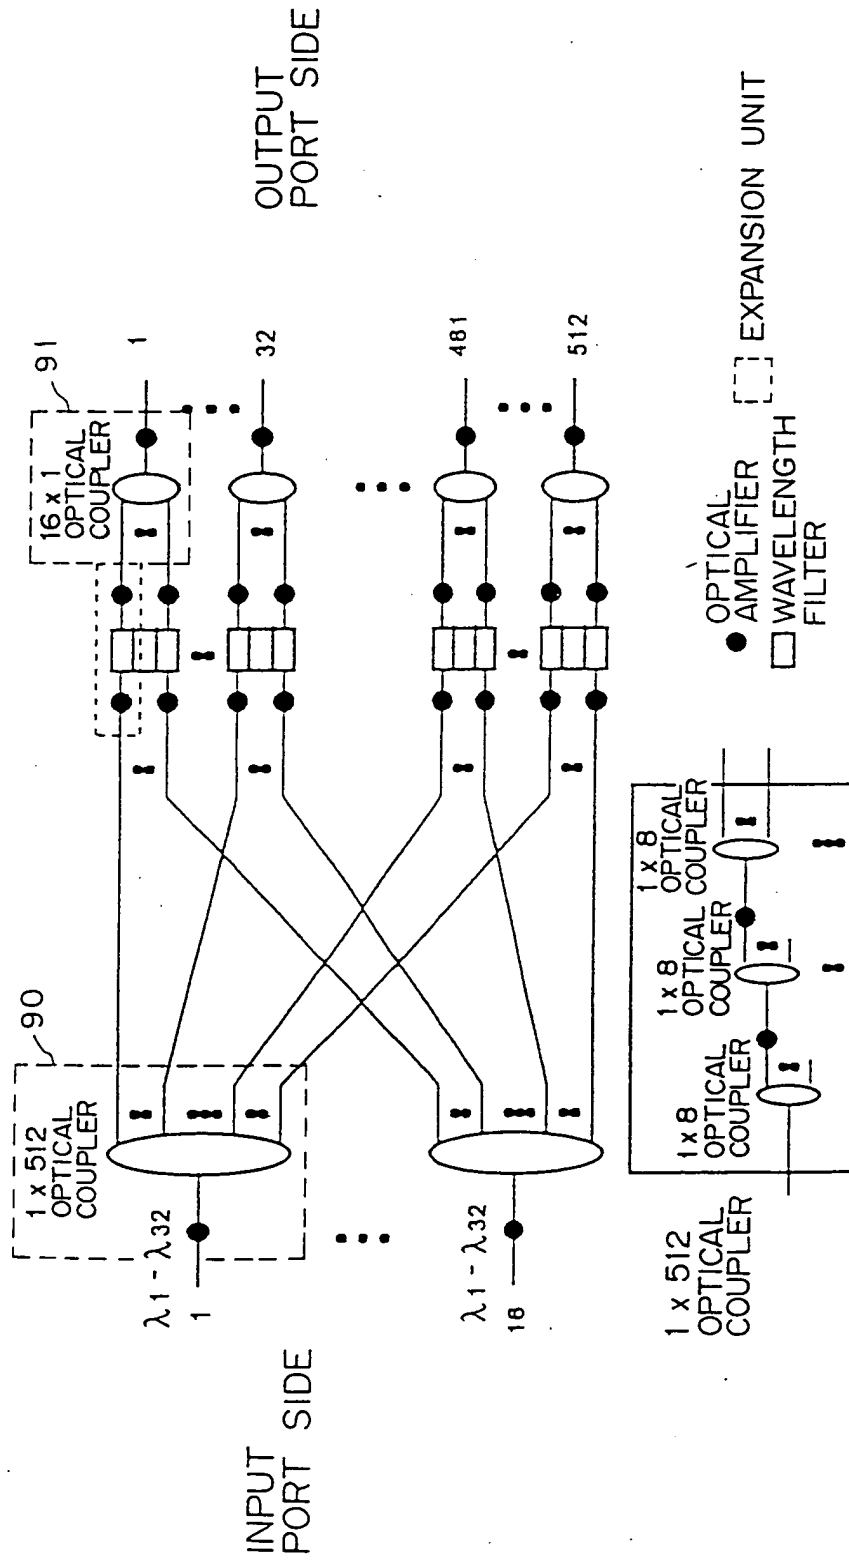 INPUT
PORT SIDE
OUTPUT
PORT SIDE
90
1 x 512
OPTICAL
COUPLER
λ1 - λ32
1
λ1 - λ32
16
91
16 x 1
OPTICAL
COUPLER
1
32
481
512
1 x 512
OPTICAL
COUPLER
1 x 8
OPTICAL
COUPLER
1 x 8
OPTICAL
COUPLER
1 x 8
OPTICAL
COUPLER
OPTICAL
AMPLIFIER
WAVELENGTH
FILTER
EXPANSION UNIT